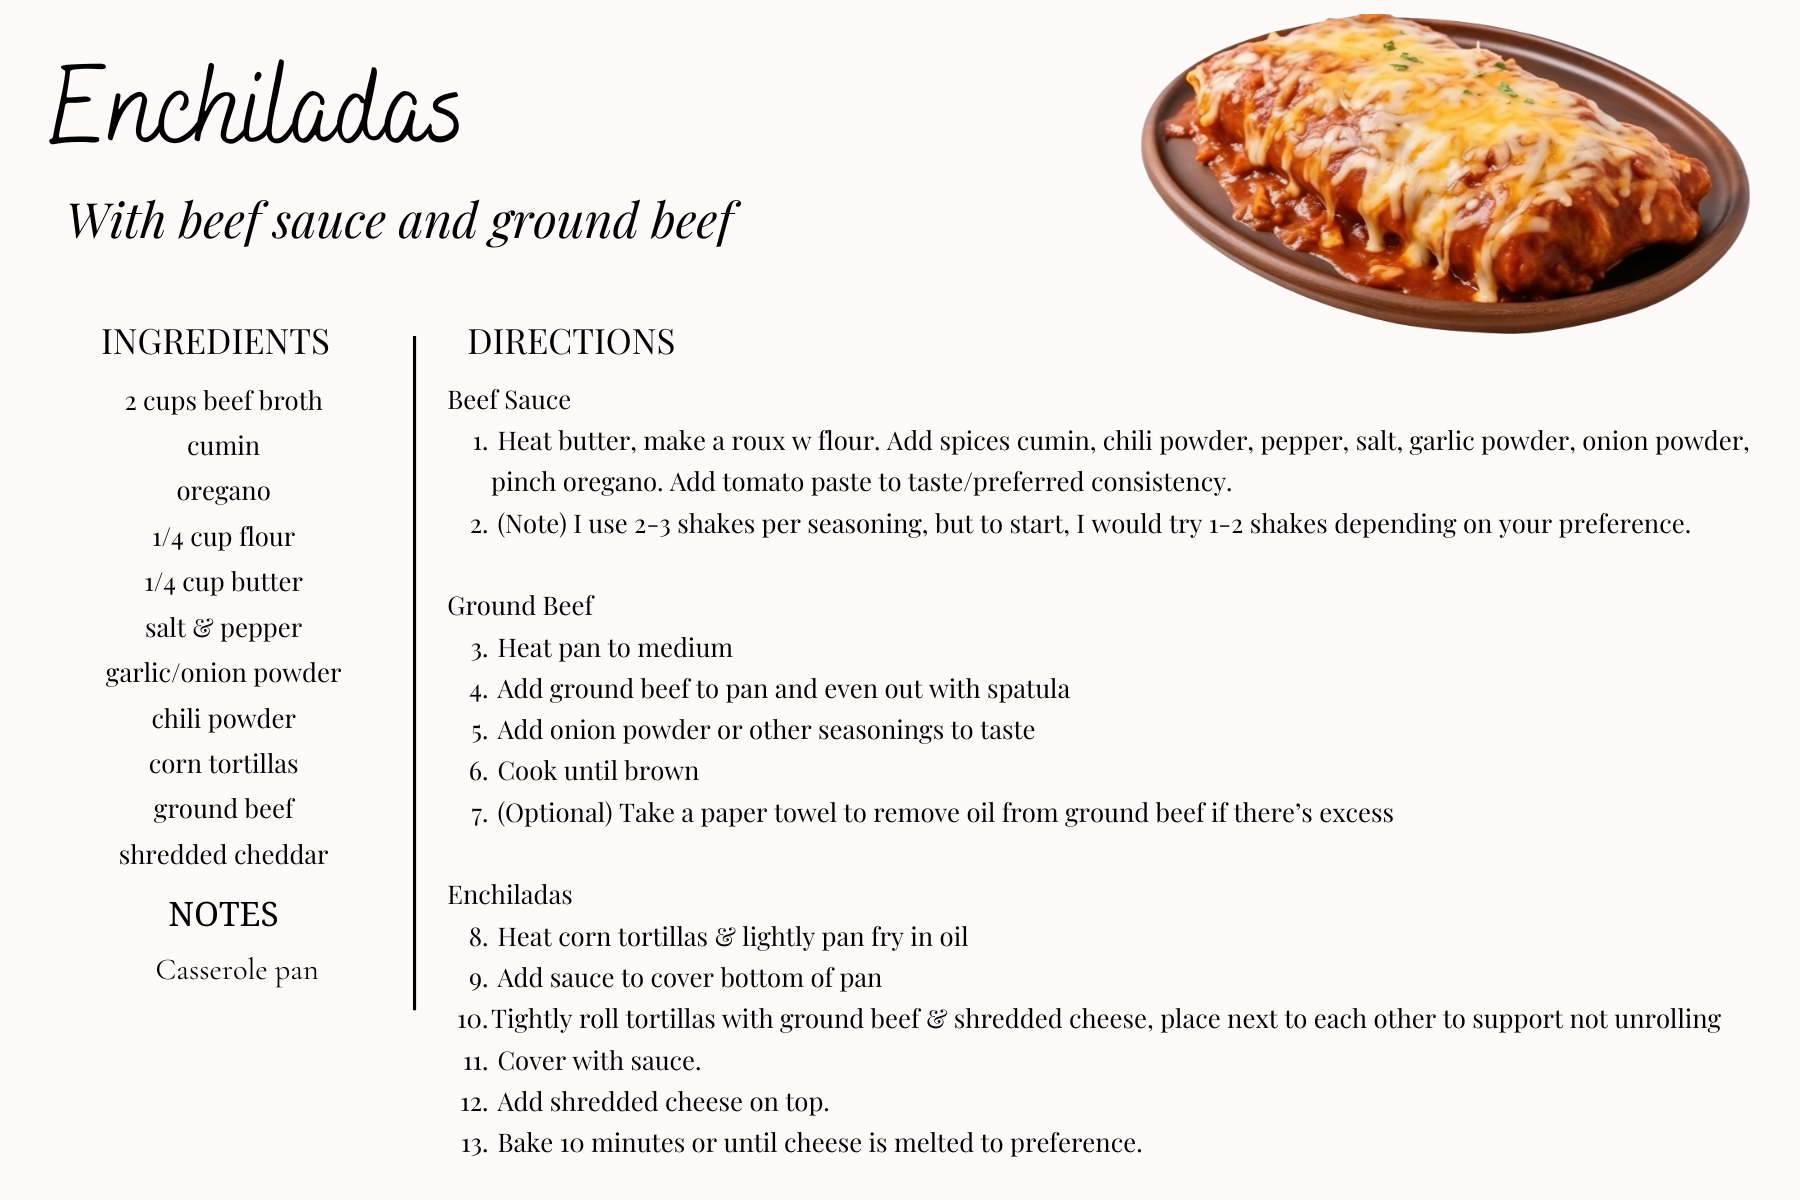 Enchiladas
With beef sauce and ground beef
INGREDIENTS
2 cups beef broth
cumin
oregano
1/4 cup flour
1/4 cup butter
salt & pepper
garlic/onion powder
chili powder
corn tortillas
ground beef
shredded cheddar
NOTES
Casserole pan
DIRECTIONS
Beef Sauce
1. Heat butter, make a roux w flour. Add spices cumin, chili powder, pepper, salt, garlic powder, onion powder,
pinch oregano. Add tomato paste to taste/preferred consistency.
2. (Note) I use 2-3 shakes per seasoning, but to start, I would try 1-2 shakes depending on your preference.
Ground Beef
3. Heat pan to medium
4. Add ground beef to pan and even out with spatula
5. Add onion powder or other seasonings to taste
6. Cook until brown
7. (Optional) Take a paper towel to remove oil from ground beef if there’s excess
Enchiladas
8. Heat corn tortillas & lightly pan fry in oil
9. Add sauce to cover bottom of pan
10. Tightly roll tortillas with ground beef & shredded cheese, place next to each other to support not unrolling
11. Cover with sauce.
12. Add shredded cheese on top.
13. Bake 10 minutes or until cheese is melted to preference.